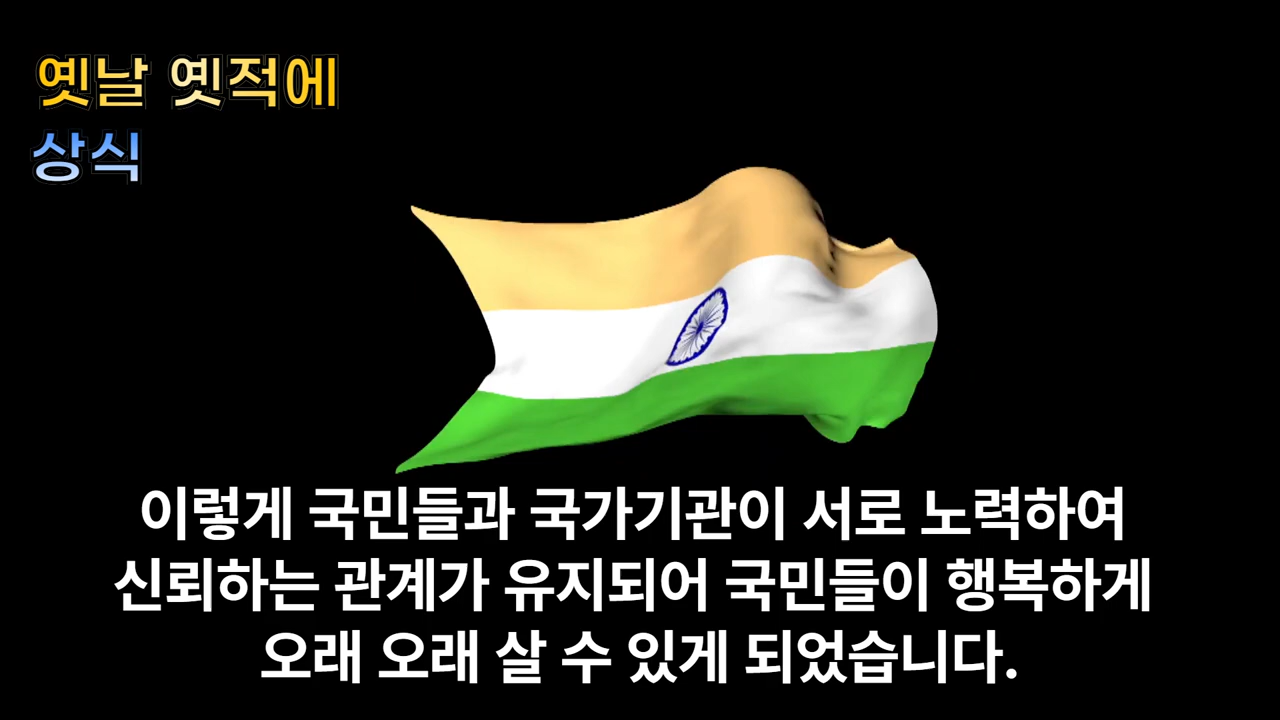 옛날 옛적에
상식
이렇게 국민들과 국가기관이 서로 노력하여
신뢰하는 관계가 유지되어 국민들이 행복하게
오래 오래 살 수 있게 되었습니다.